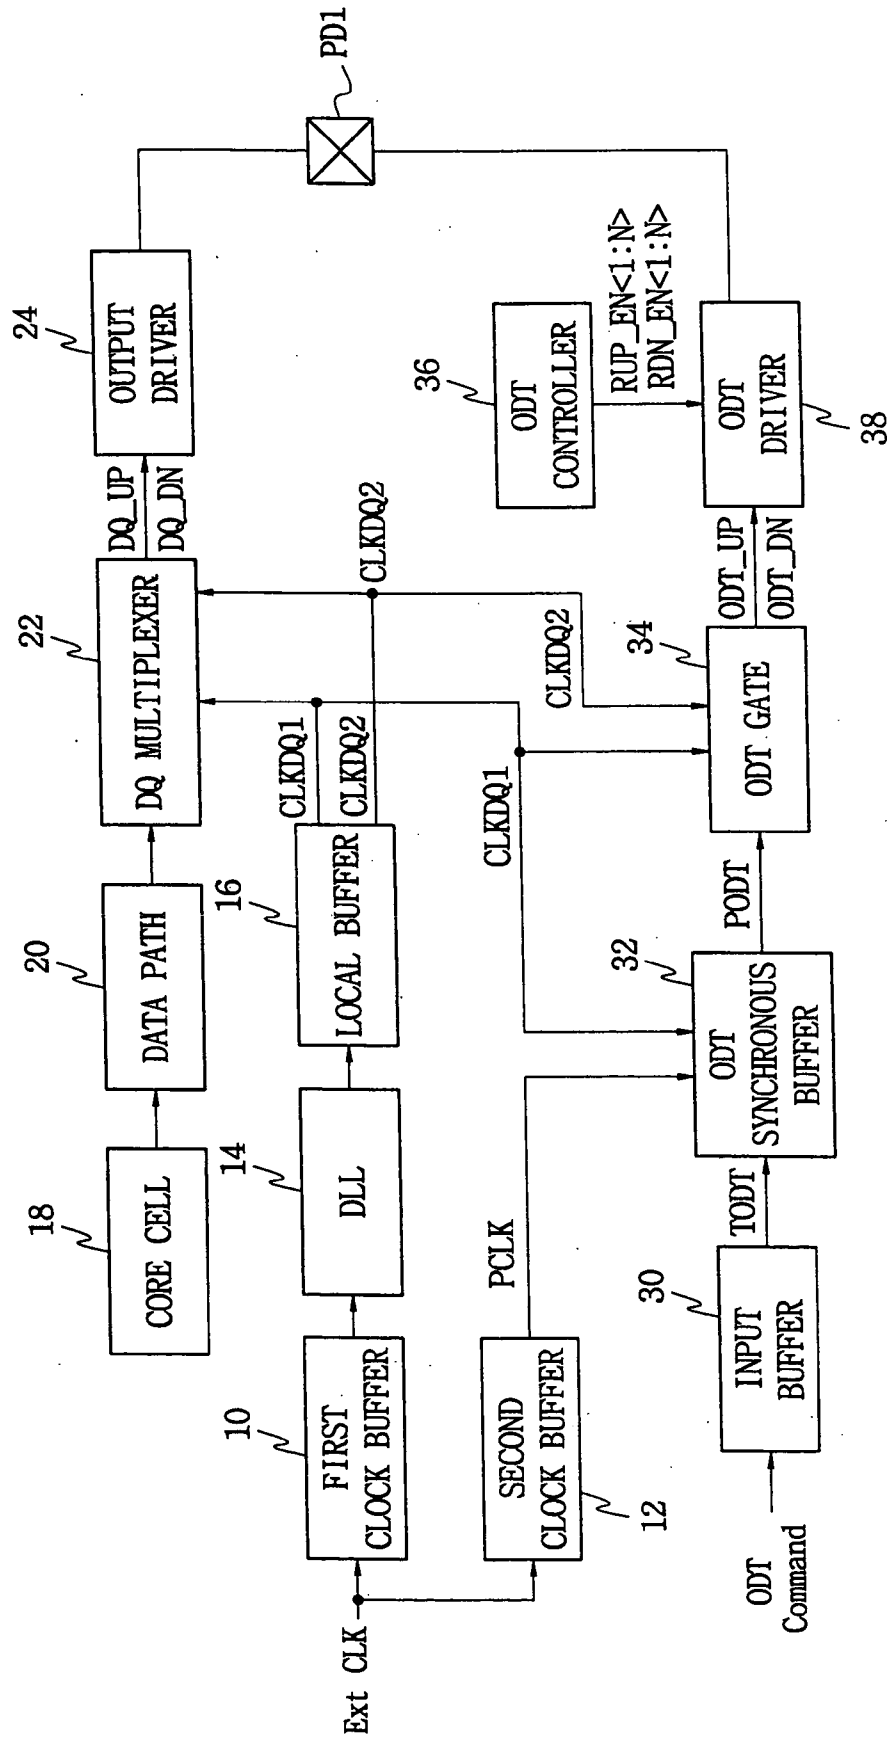 18
CORE CELL
20
DATA PATH
22
DQ MULTIPLEXER
DQ_UP
DQ_DN
24
OUTPUT
DRIVER
PD1
Ext CLK
10
FIRST
CLOCK BUFFER
14
DLL
16
LOCAL BUFFER
CLKDQ1
CLKDQ2
CLKDQ2
SECOND
CLOCK BUFFER
12
PCLK
CLKDQ1
CLKDQ2
36
ODT
CONTROLLER
RUP_EN<1:N>
RDN_EN<1:N>
ODT
Command
30
INPUT
BUFFER
TODT
32
ODT
SYNCHRONOUS
BUFFER
PODT
34
ODT GATE
ODT_UP
ODT_DN
ODT
DRIVER
38